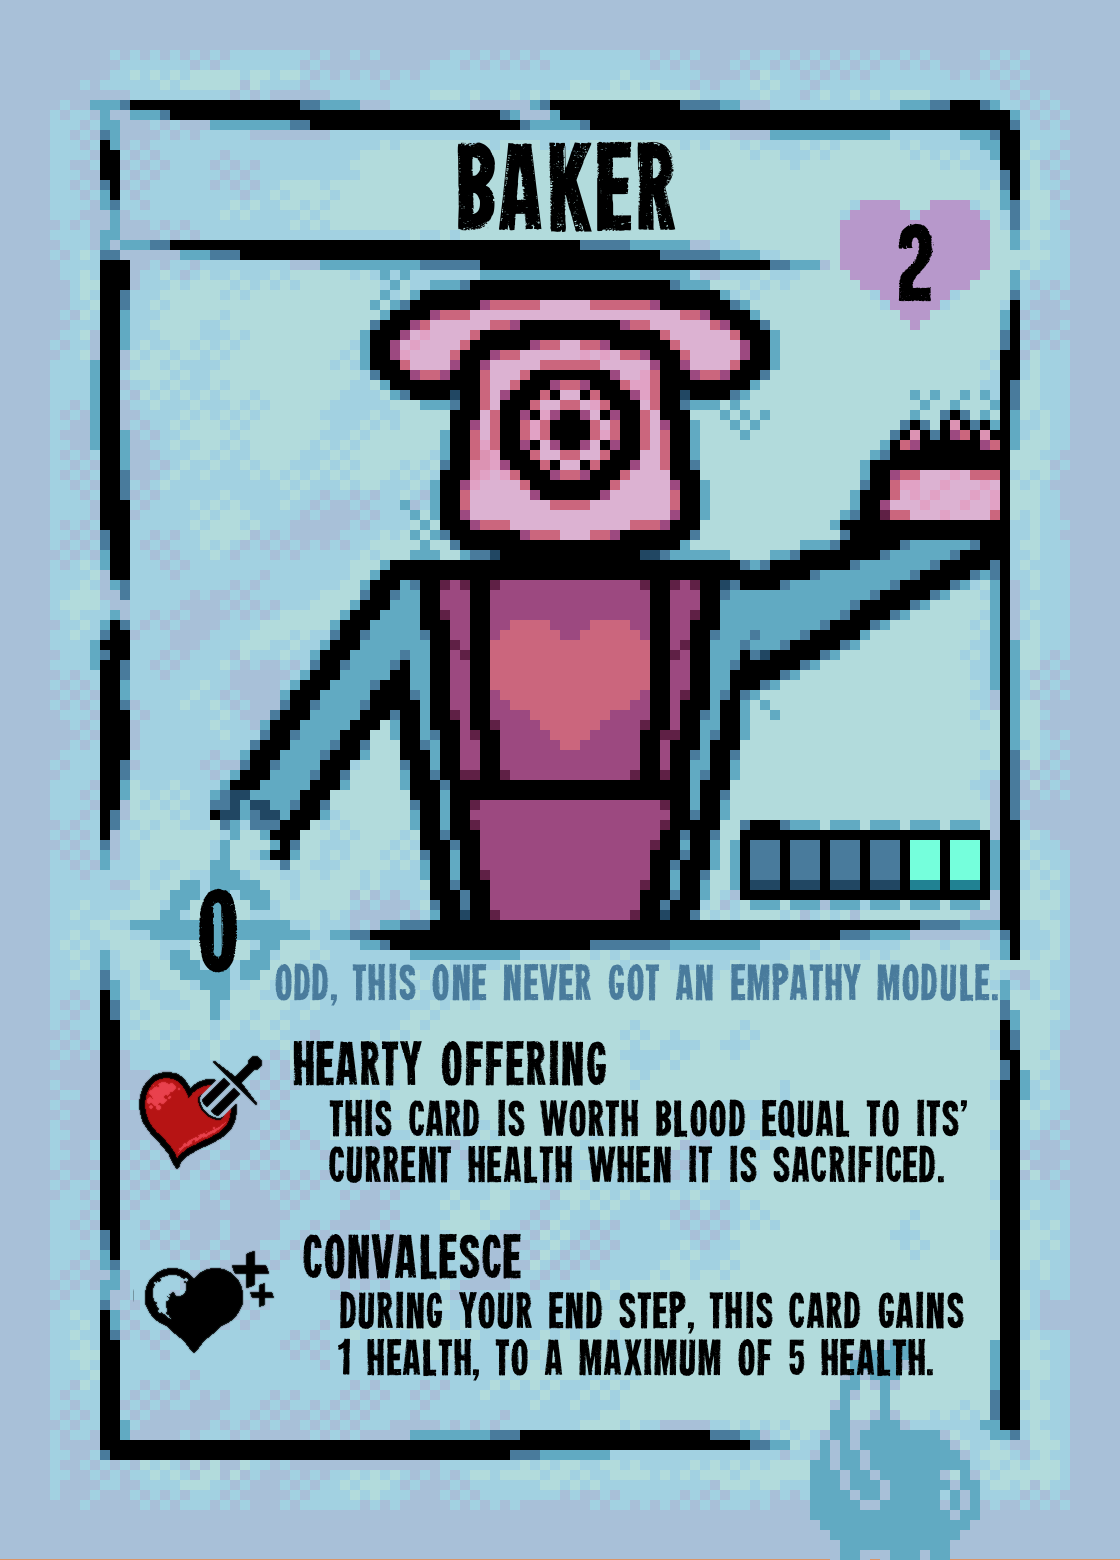 BAKER
2
0
ODD, THIS ONE NEVER GOT AN EMPATHY MODULE.
HEARTY OFFERING
THIS CARD IS WORTH BLOOD EQUAL TO ITS'
CURRENT HEALTH WHEN IT IS SACRIFICED.
CONVALESCE
DURING YOUR END STEP, THIS CARD GAINS
1 HEALTH, TO A MAXIMUM OF 5 HEALTH.